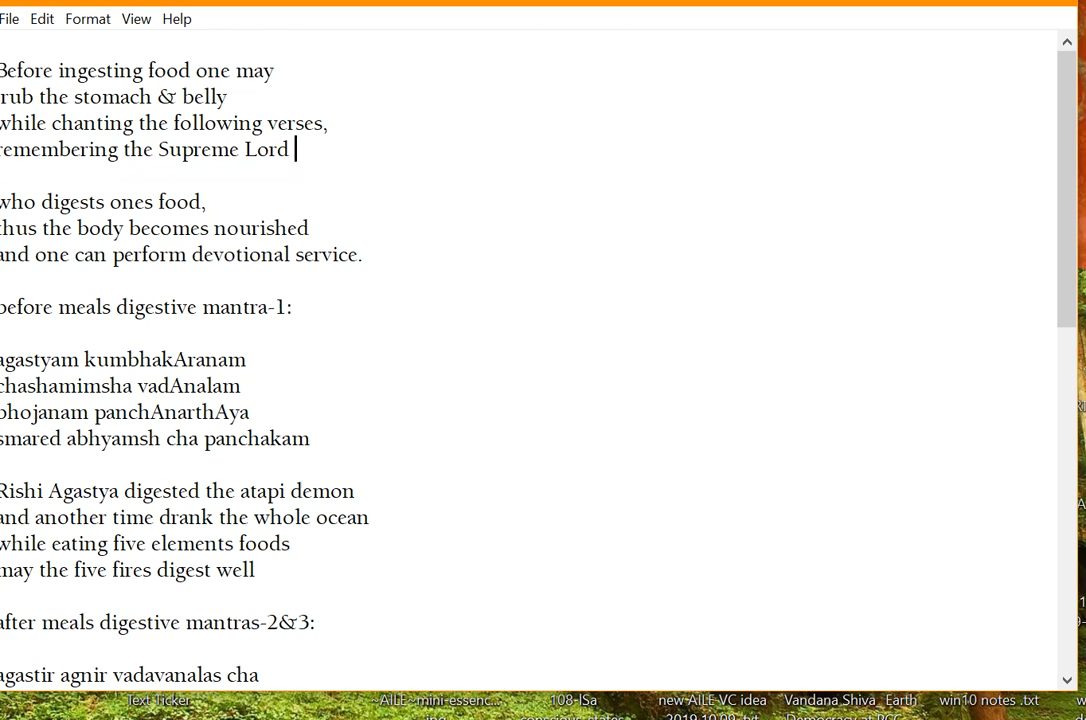 File Edit Format View Help
Before ingesting food one may
rub the stomach & belly
while chanting the following verses,
remembering the Supreme Lord
who digests ones food,
thus the body becomes nourished
and one can perform devotional service.
before meals digestive mantra-1:
agastyam kumbhakAranam
chashamimsha vadAnalam
bhojanam panchAnarthAya
smared abhyamsh cha panchakam
Rishi Agastya digested the atapi demon
and another time drank the whole ocean
while eating five elements foods
may the five fires digest well
after meals digestive mantras-2&3:
agastir agnir vadavanalas cha
Text Ticker ~AILE~mini-essenc... 108-ISa new AILE VC idea Vandana Shiva_Earth win10 notes .txt